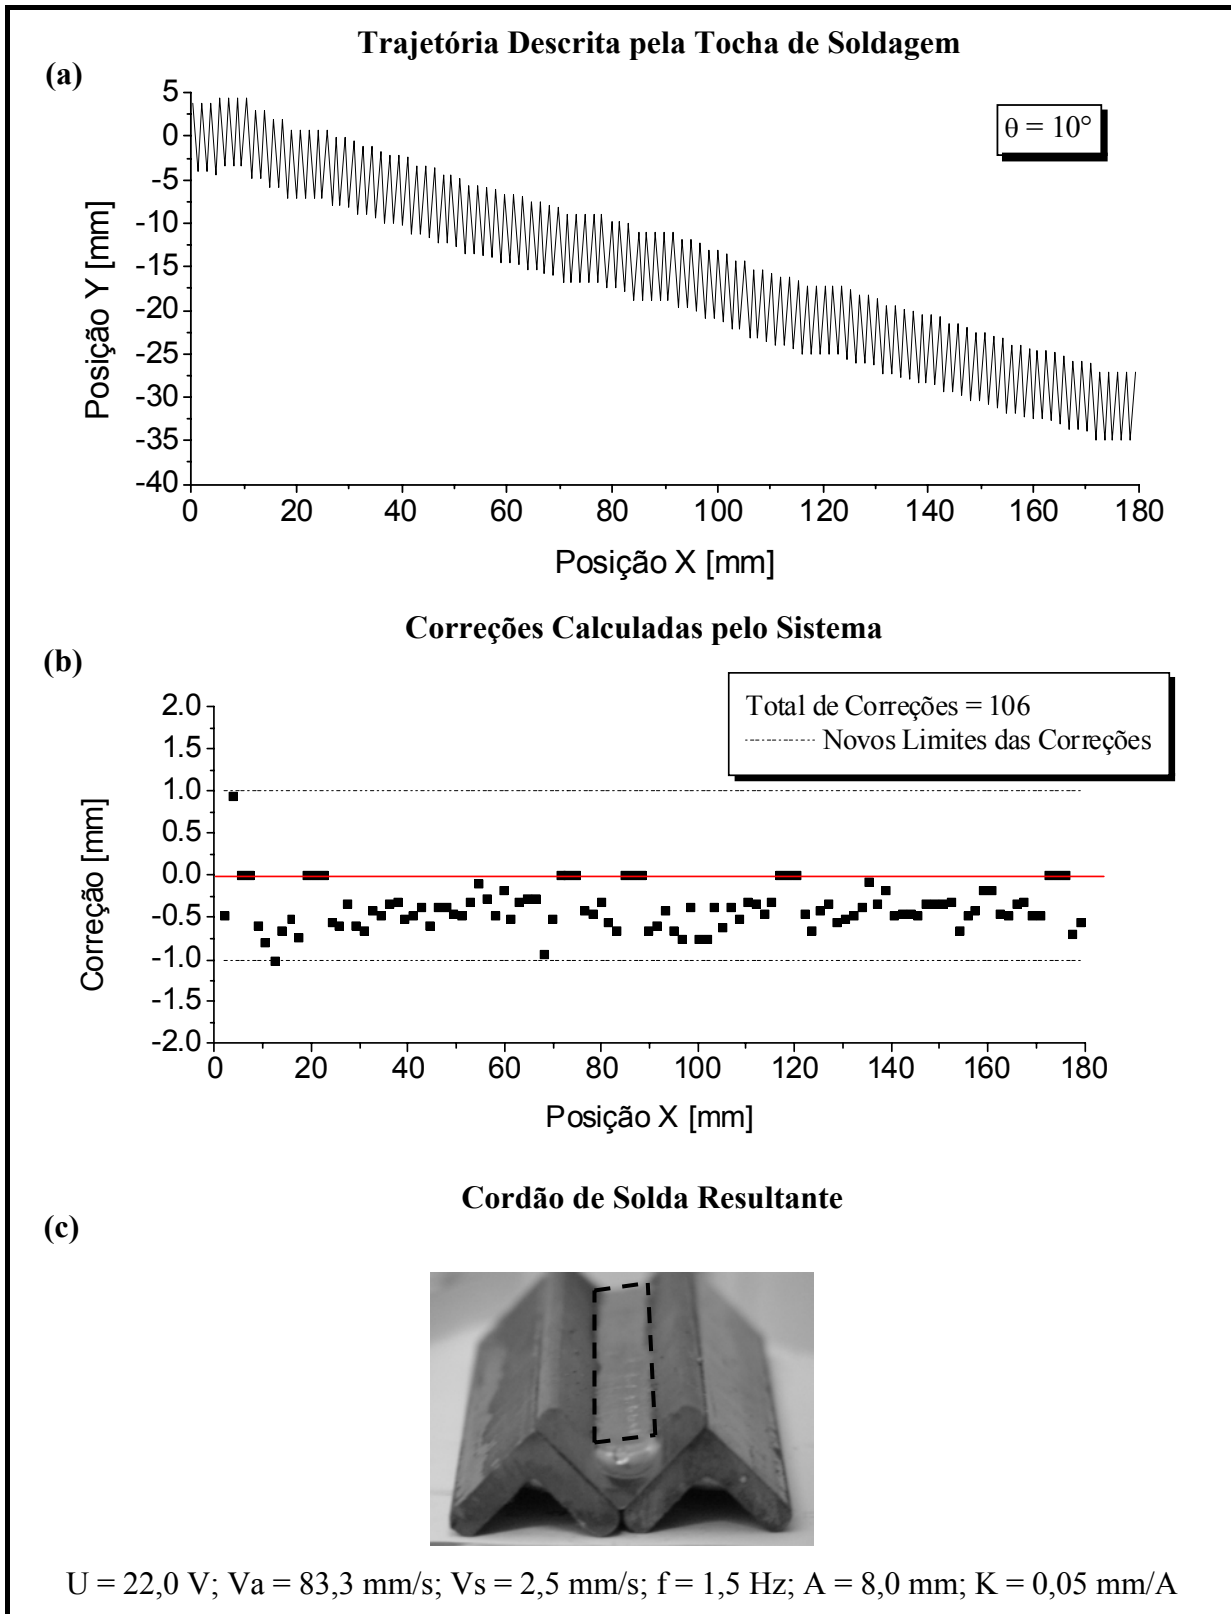 Trajetória Descrita pela Tocha de Soldagem
(a)
θ = 10°
5
0
-5
-10
-15
-20
-25
-30
-35
-40
Posição Y [mm]
0 20 40 60 80 100 120 140 160 180
Posição X [mm]
Correções Calculadas pelo Sistema
(b)
Total de Correções = 106
Novos Limites das Correções
2.0
1.5
1.0
0.5
0.0
-0.5
-1.0
-1.5
-2.0
Correção [mm]
0 20 40 60 80 100 120 140 160 180
Posição X [mm]
Cordão de Solda Resultante
(c)
U = 22,0 V; Va = 83,3 mm/s; Vs = 2,5 mm/s; f = 1,5 Hz; A = 8,0 mm; K = 0,05 mm/A